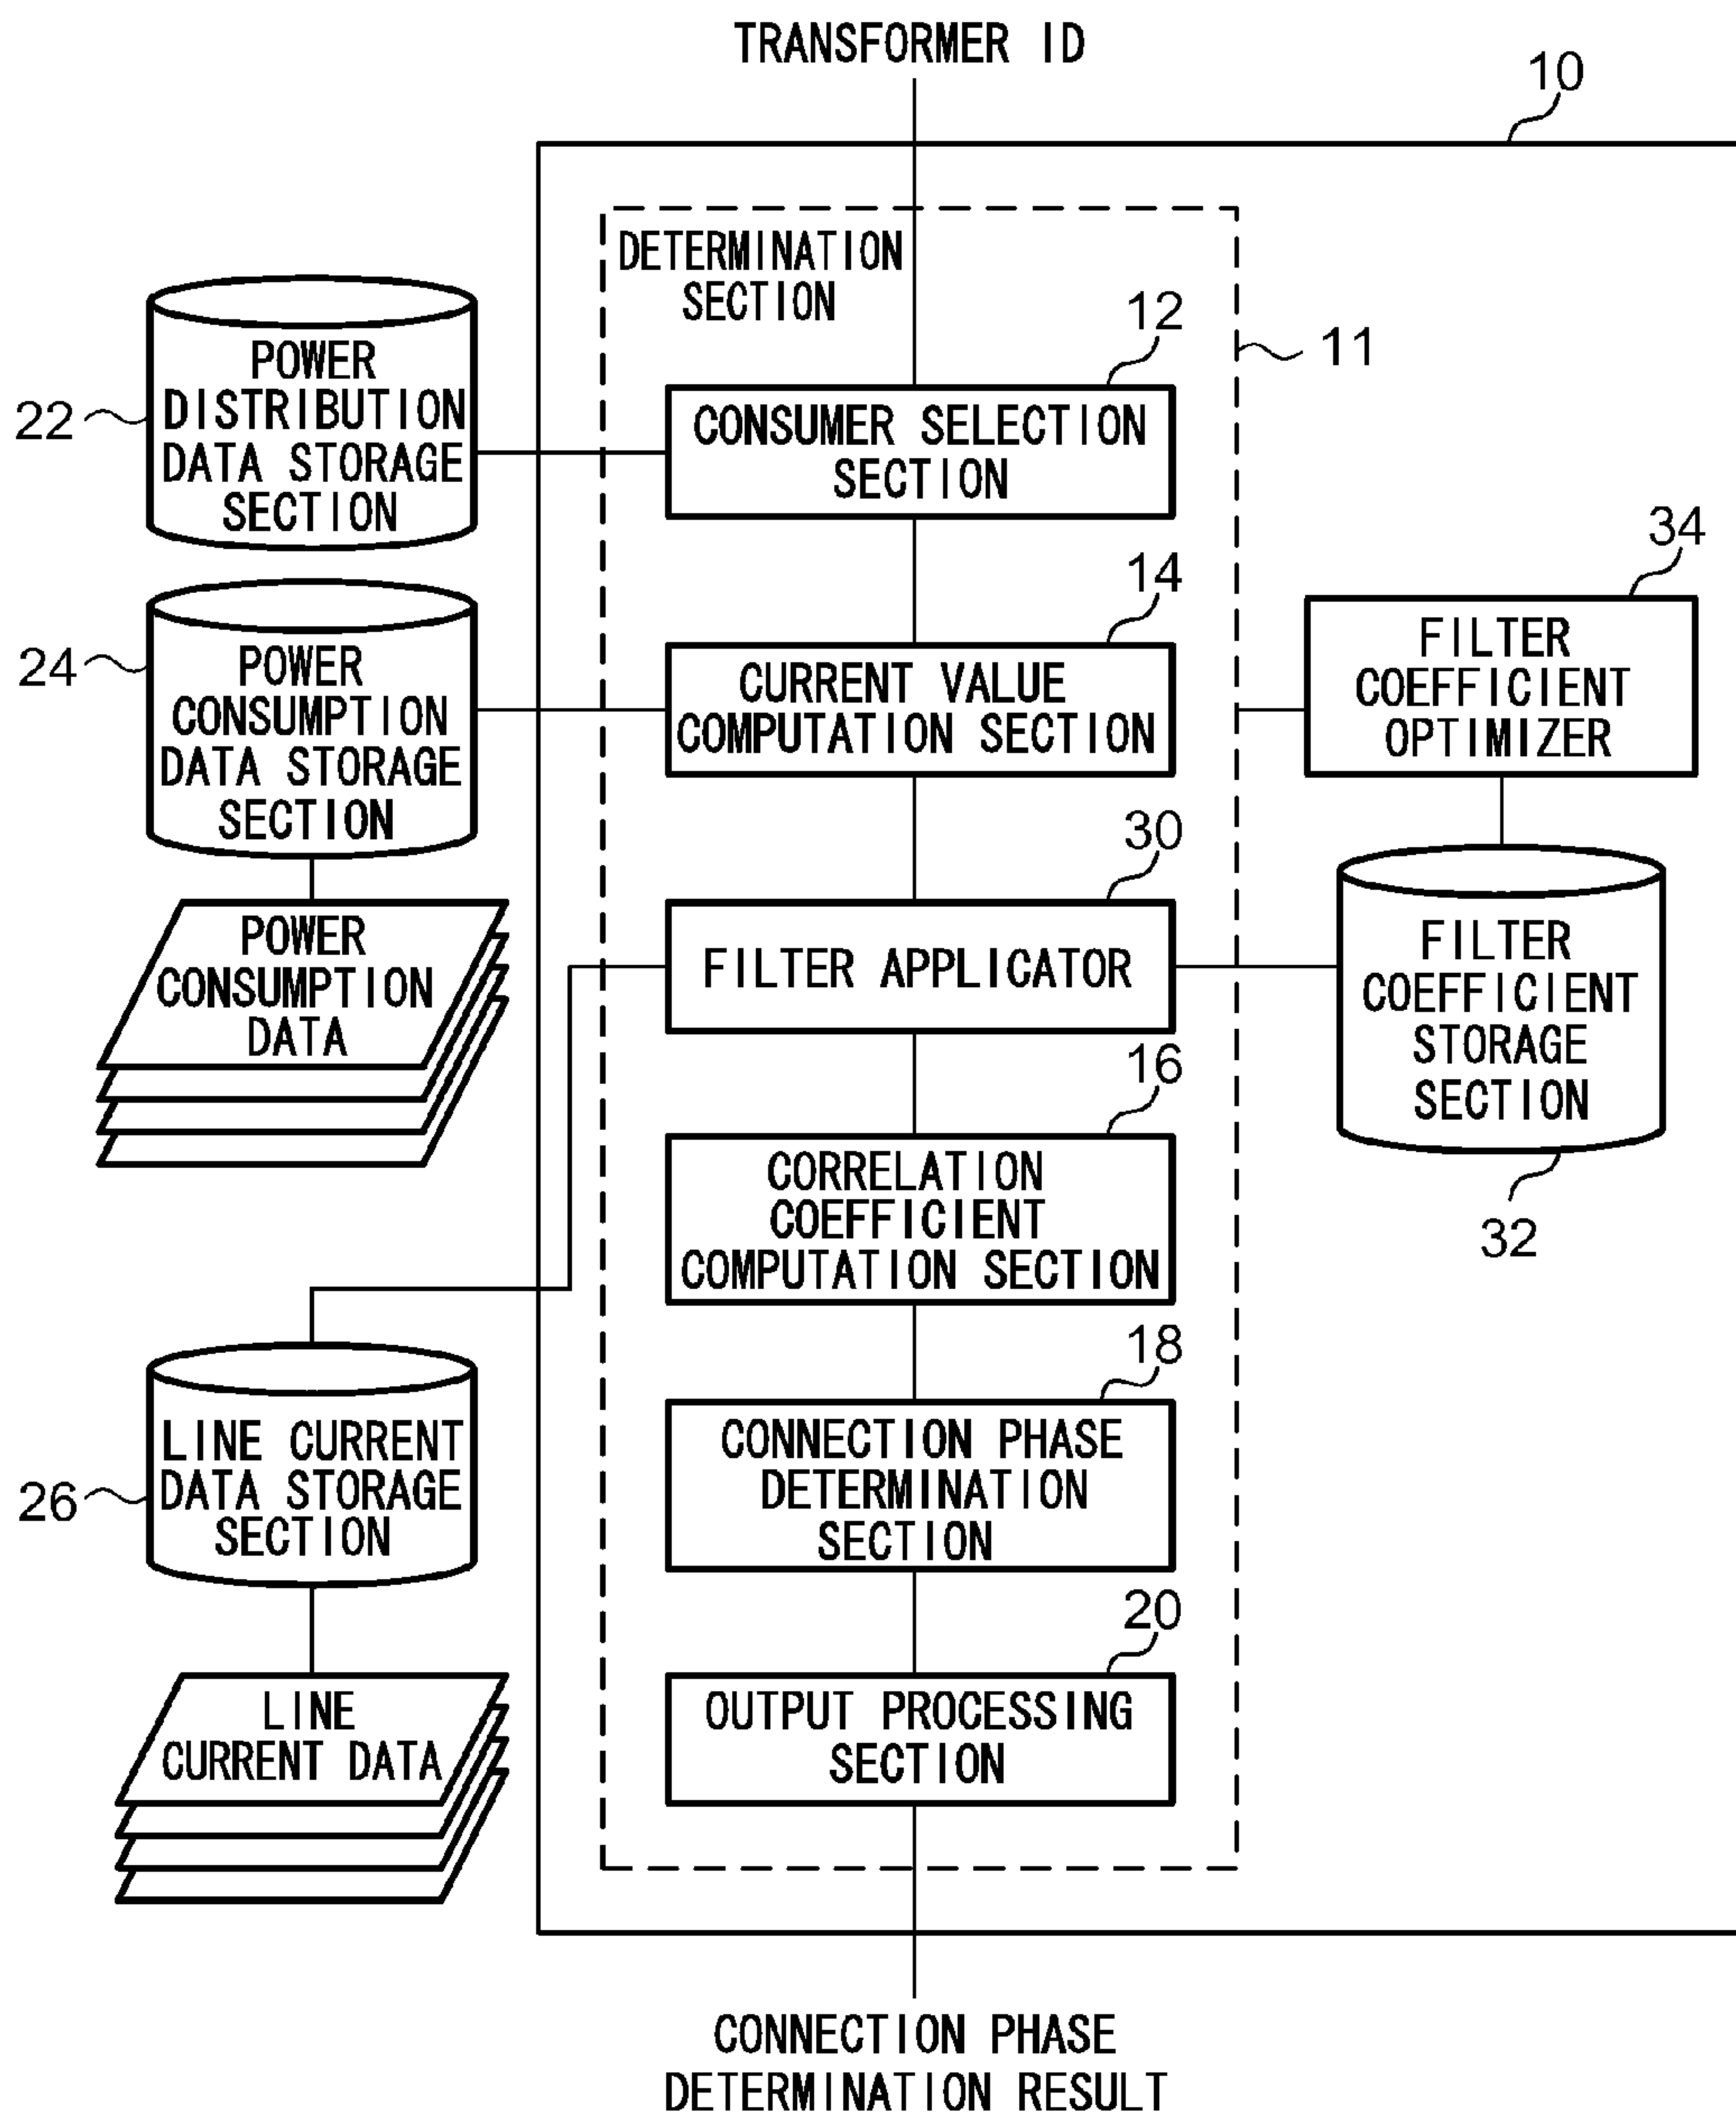 TRANSFORMER ID
10
DETERMINATION
SECTION
11
22
POWER
DISTRIBUTION
DATA STORAGE
SECTION
12
CONSUMER SELECTION
SECTION
24
POWER
CONSUMPTION
DATA STORAGE
SECTION
14
CURRENT VALUE
COMPUTATION SECTION
34
FILTER
COEFFICIENT
OPTIMIZER
POWER
CONSUMPTION
DATA
30
FILTER APPLICATOR
FILTER
COEFFICIENT
STORAGE
SECTION
32
16
CORRELATION
COEFFICIENT
COMPUTATION SECTION
26
LINE CURRENT
DATA STORAGE
SECTION
18
CONNECTION PHASE
DETERMINATION
SECTION
LINE
CURRENT DATA
20
OUTPUT PROCESSING
SECTION
CONNECTION PHASE
DETERMINATION RESULT